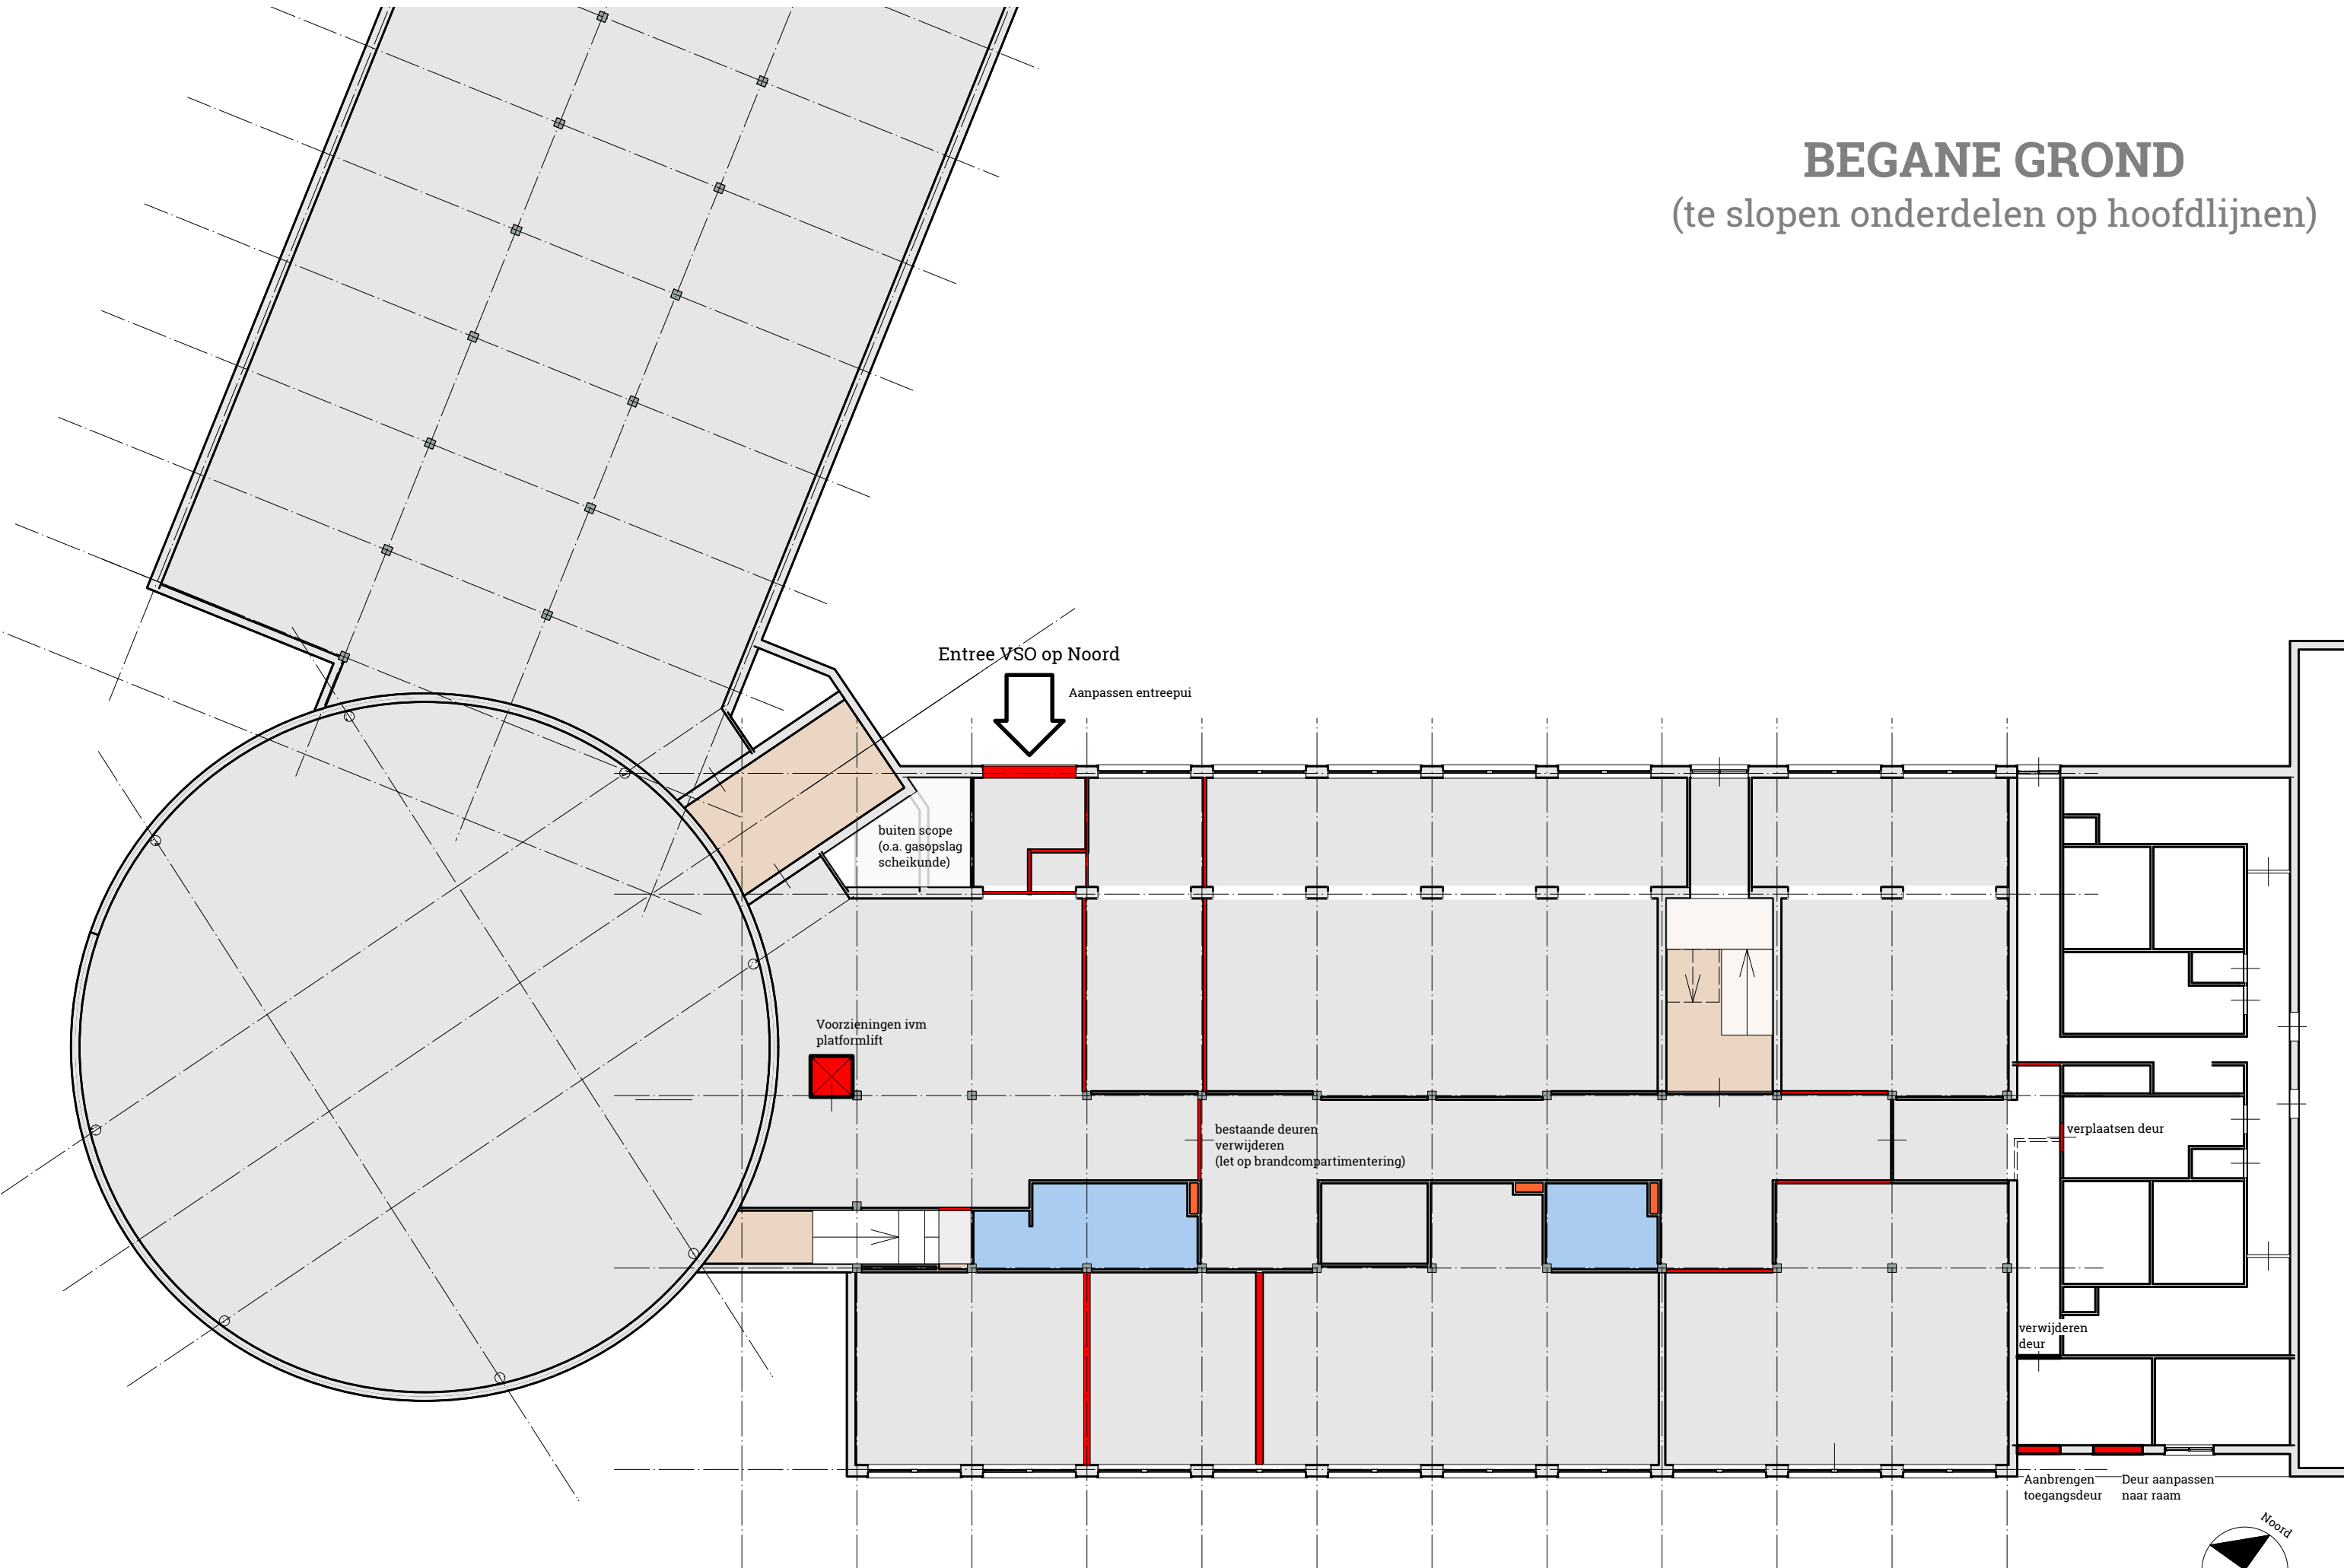 BEGANE GROND
(te slopen onderdelen op hoofdlijnen)
Entree VSO op Noord
Aanpassen entreepui
buiten scope
(o.a. gasopslag
scheikunde)
Voorzieningen ivm
platformlift
bestaande deuren
verwijderen
(let op brandcompartimentering)
verplaatsen deur
verwijderen
deur
Aanbrengen
toegangsdeur
Deur aanpassen
naar raam
Noord